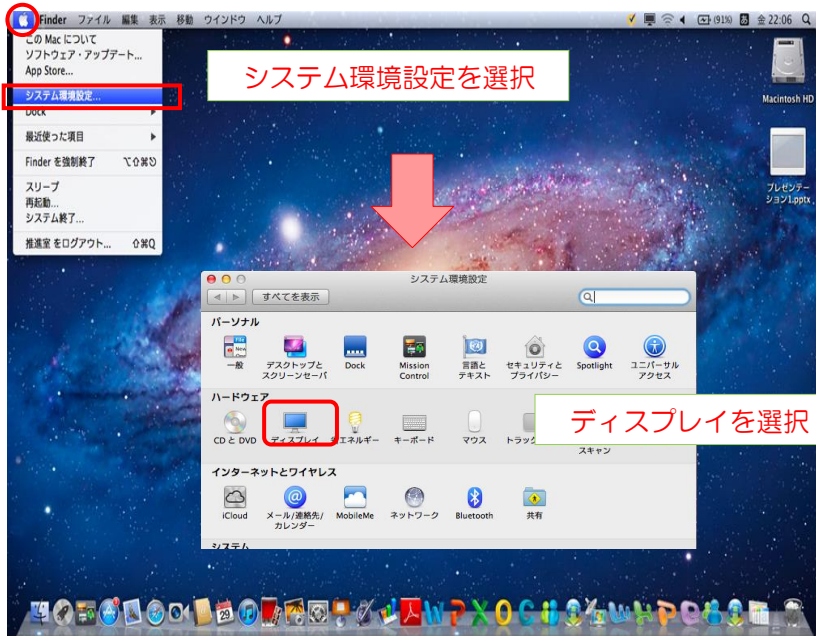 Finder ファイル 編集 表示 移動 ウインドウ ヘルプ
(91%) あ 金 22:06
この Mac について
ソフトウェア・アップデート...
App Store...
システム環境設定...
Dock
最近使った項目
Finder を強制終了 ⌥⇧⌘⎋
スリープ
再起動...
システム終了...
推進室 をログアウト... ⇧⌘Q
システム環境設定を選択
Macintosh HD
プレゼンテー
ション1.pptx
システム環境設定
すべてを表示
パーソナル
一般
デスクトップと
スクリーンセーバ
Dock
Mission
Control
言語と
テキスト
セキュリティと
プライバシー
Spotlight
ユニバーサル
アクセス
ハードウェア
CD と DVD
ディスプレイ
エネルギー
キーボード
マウス
トラック
スキャン
ディスプレイを選択
インターネットとワイヤレス
iCloud
メール/連絡先/
カレンダー
MobileMe
ネットワーク
Bluetooth
共有
システム
29